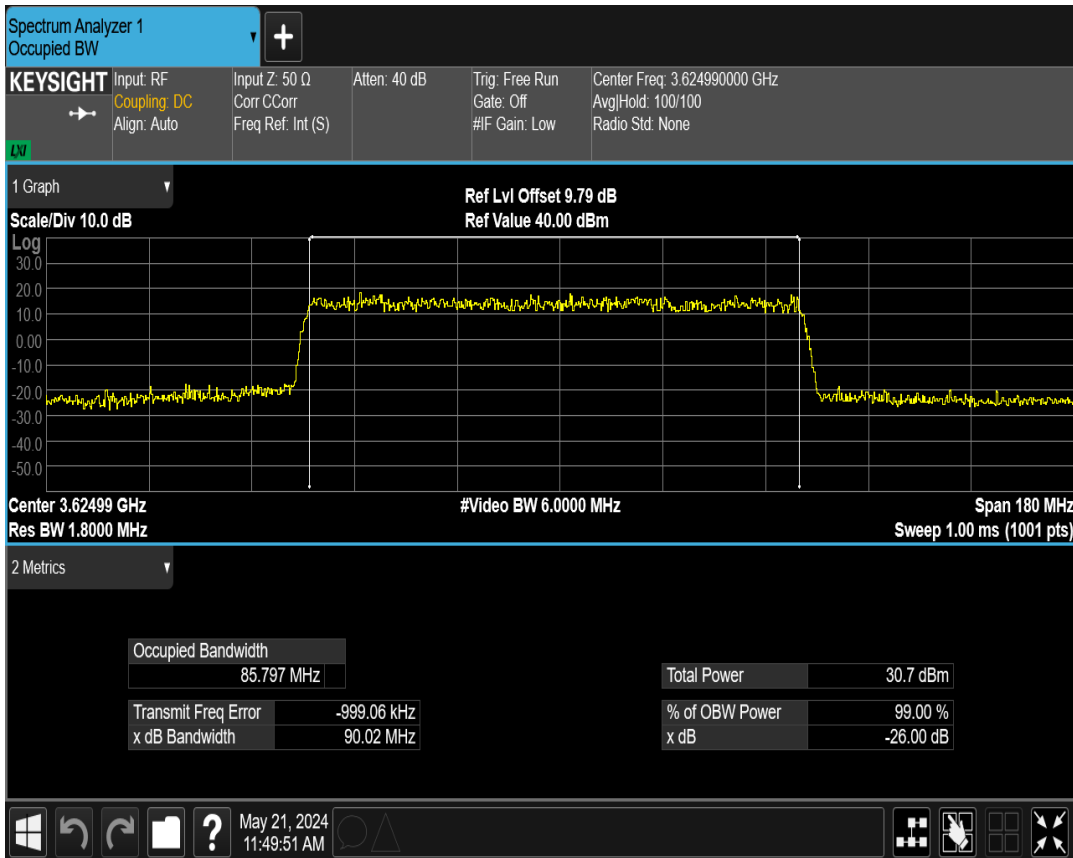 Spectrum Analyzer 1
Occupied BW
KEYSIGHT
LXI
Input: RF
Coupling: DC
Align: Auto
Input Z: 50 Ω
Corr CCorr
Freq Ref: Int (S)
Atten: 40 dB
Trig: Free Run
Gate: Off
#IF Gain: Low
Center Freq: 3.624990000 GHz
Avg|Hold: 100/100
Radio Std: None
1 Graph
Scale/Div 10.0 dB
Ref Lvl Offset 9.79 dB
Ref Value 40.00 dBm
Log
30.0
20.0
10.0
0.00
-10.0
-20.0
-30.0
-40.0
-50.0
Center 3.62499 GHz
#Video BW 6.0000 MHz
Span 180 MHz
Res BW 1.8000 MHz
Sweep 1.00 ms (1001 pts)
2 Metrics
Occupied Bandwidth
85.797 MHz
Total Power 30.7 dBm
Transmit Freq Error -999.06 kHz
% of OBW Power 99.00 %
x dB Bandwidth 90.02 MHz
x dB -26.00 dB
?
May 21, 2024
11:49:51 AM